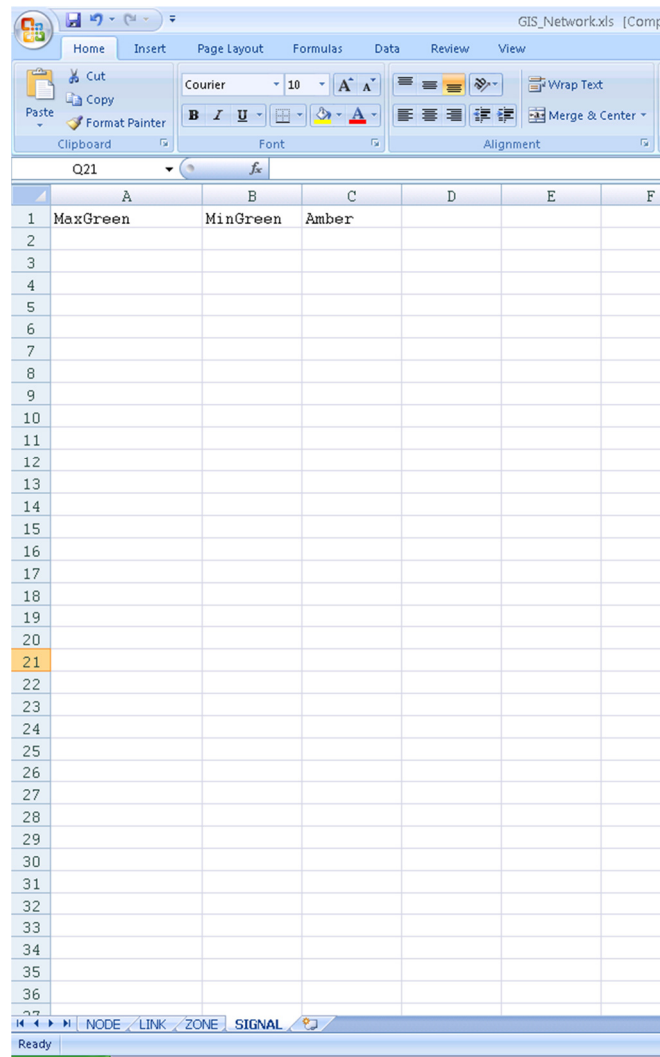 GIS_Network.xls [Comp
Home Insert Page Layout Formulas Data Review View
Paste
Cut
Copy
Format Painter
Clipboard
Courier 10 A A
B I U A
Font
Wrap Text
Merge & Center
Alignment
Q21 fx
A B C D E F
1 MaxGreen MinGreen Amber
2
3
4
5
6
7
8
9
10
11
12
13
14
15
16
17
18
19
20
21
22
23
24
25
26
27
28
29
30
31
32
33
34
35
36
37
NODE LINK ZONE SIGNAL
Ready